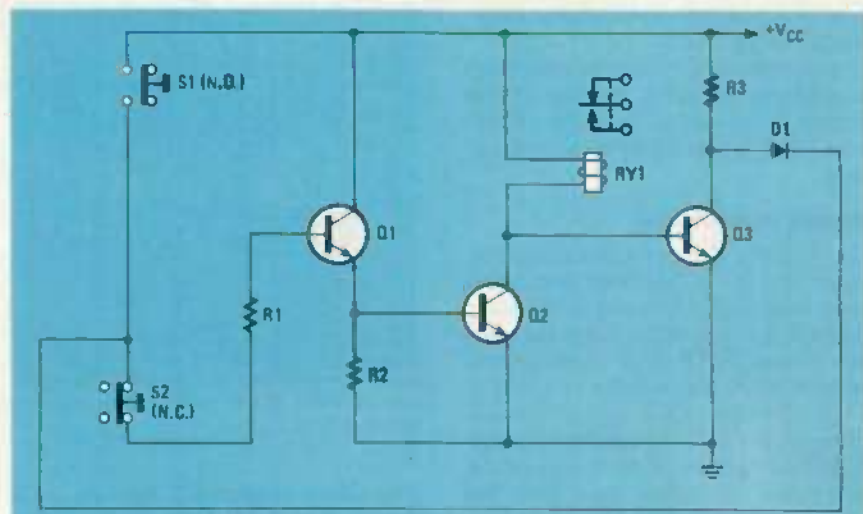 +VCC
S1 (N.O.)
R3
D1
RY1
Q1
Q3
R1
Q2
S2
(N.C.)
R2